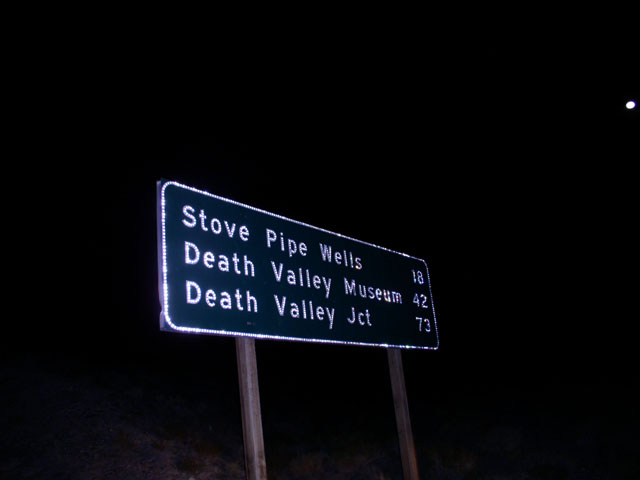 Stove Pipe Wells 18
Death Valley Museum 42
Death Valley Jct 73